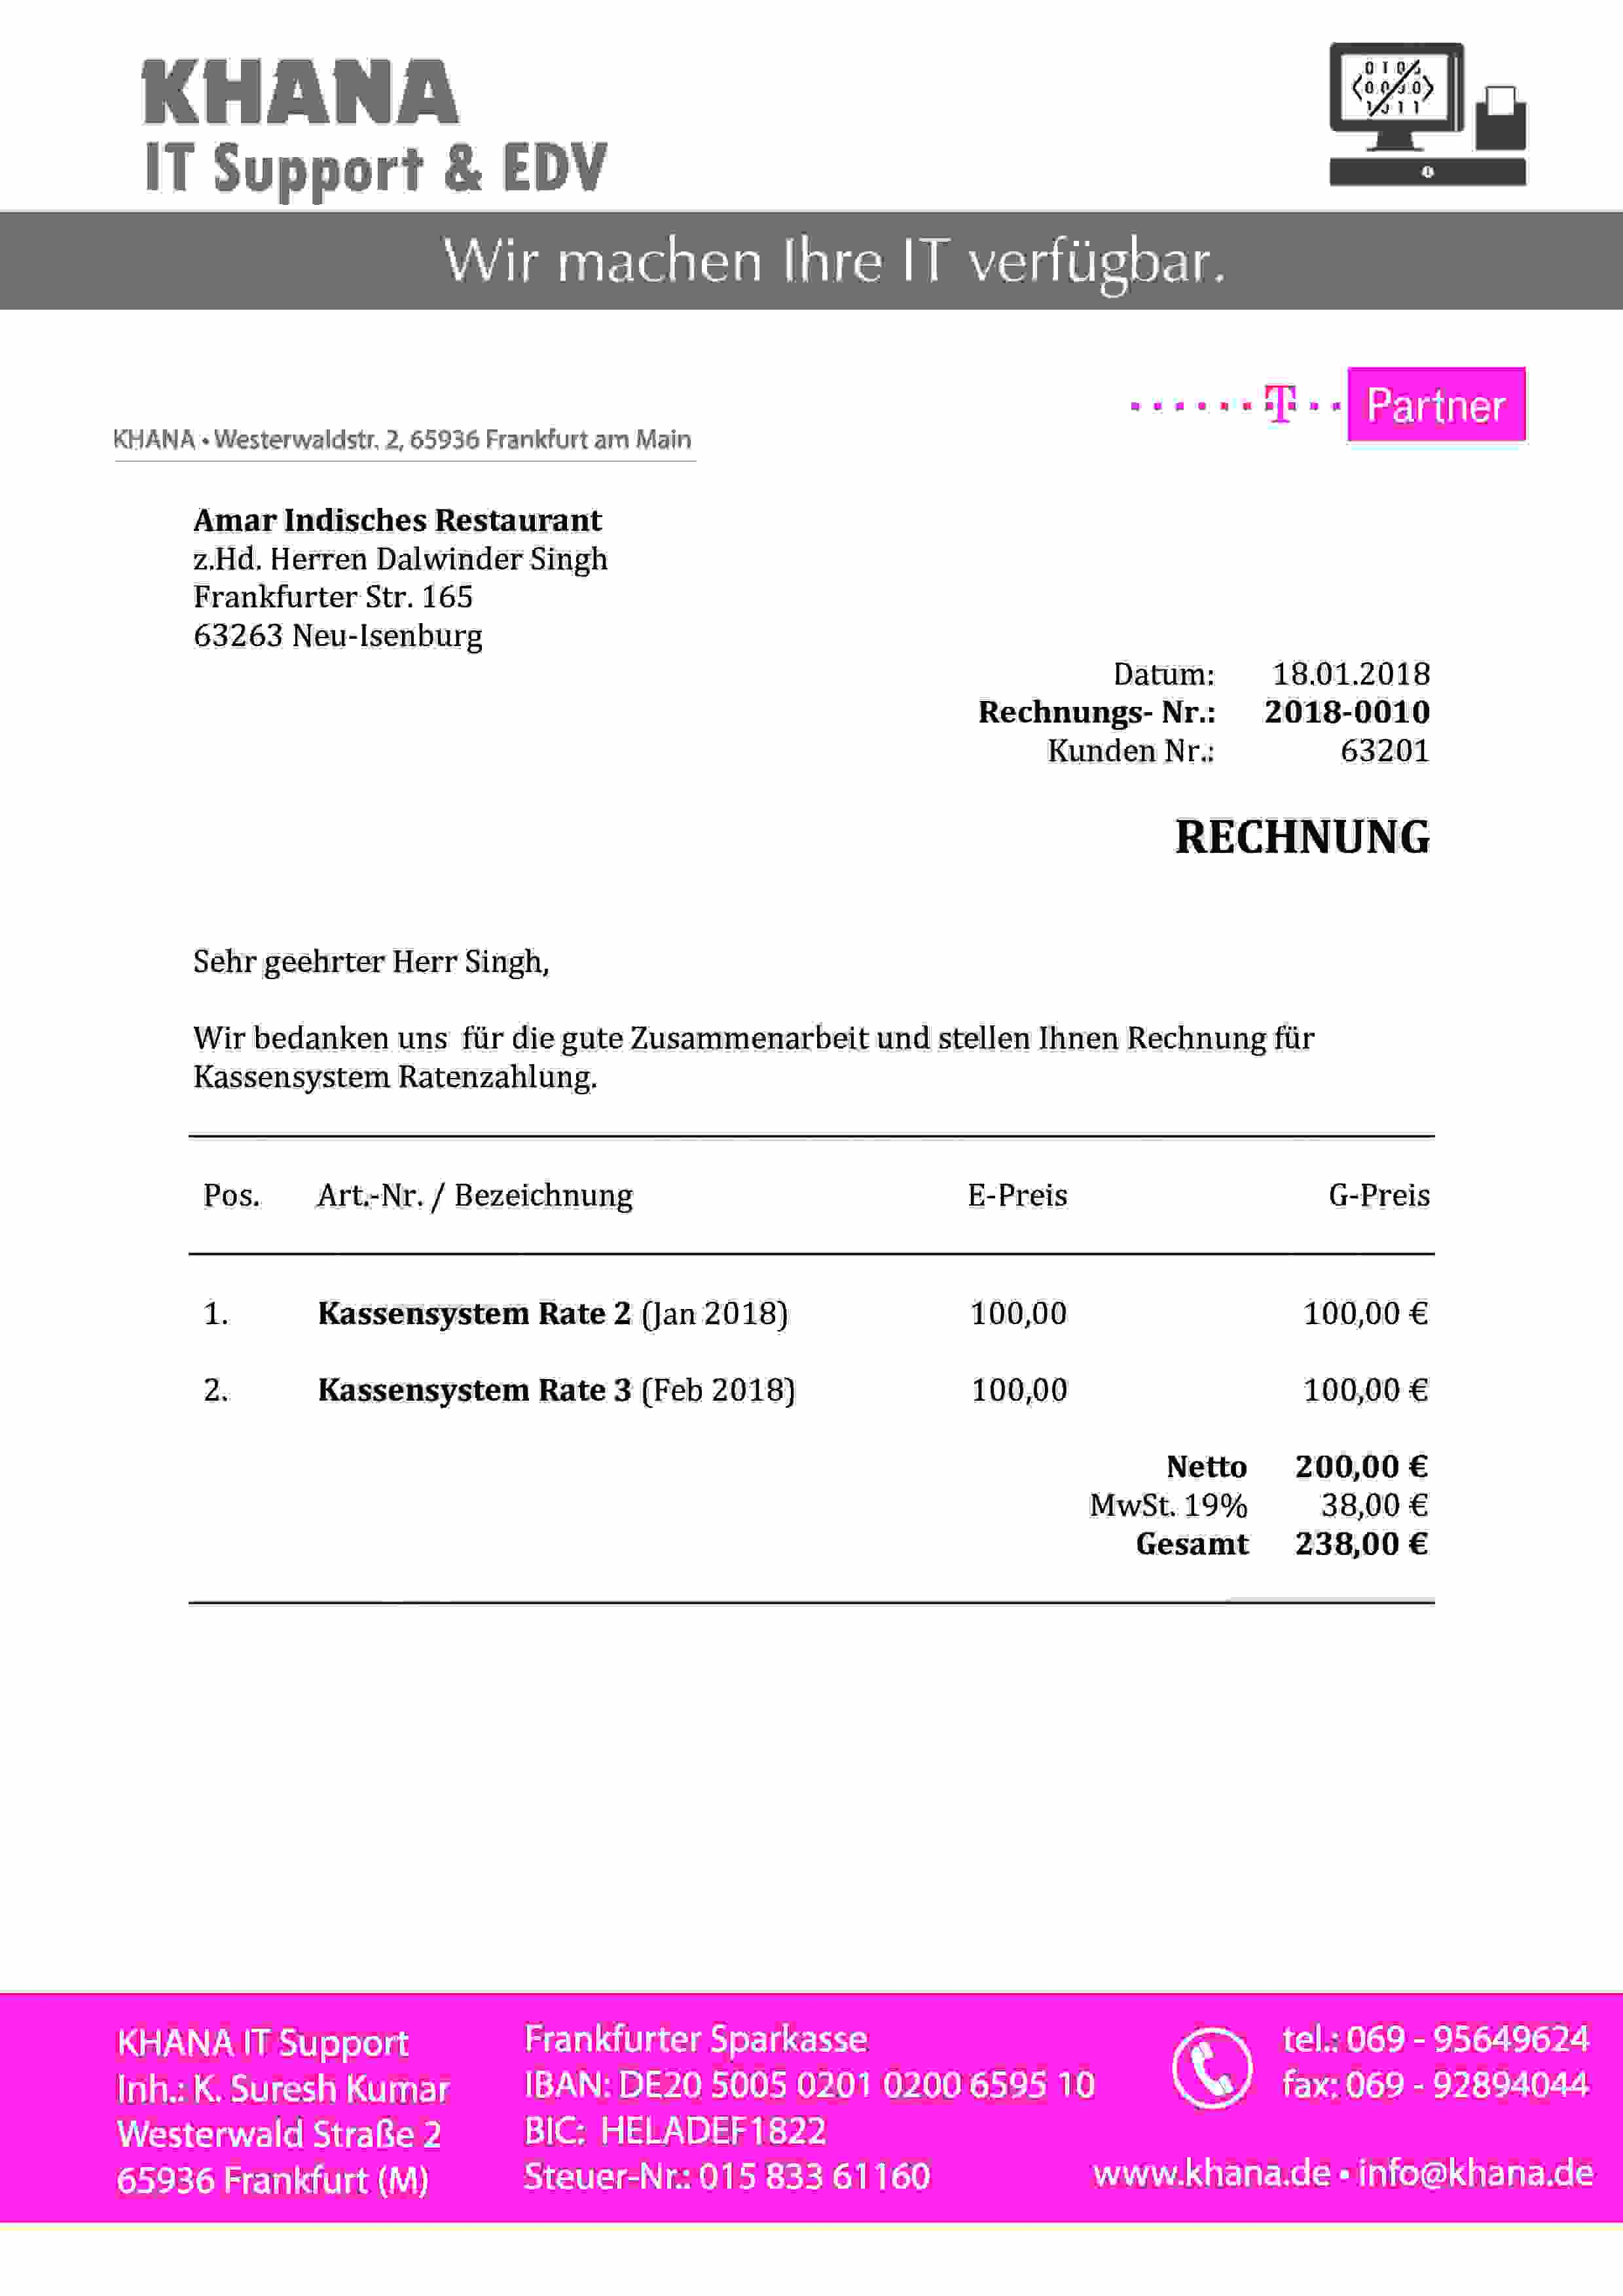 KHANA
IT Support & EDV
Wir machen Ihre IT verfügbar.
T Partner
KHANA • Westerwaldstr. 2, 65936 Frankfurt am Main
Amar Indisches Restaurant
z.Hd. Herren Dalwinder Singh
Frankfurter Str. 165
63263 Neu-Isenburg
Datum: 18.01.2018
Rechnungs- Nr.: 2018-0010
Kunden Nr.: 63201
RECHNUNG
Sehr geehrter Herr Singh,
Wir bedanken uns für die gute Zusammenarbeit und stellen Ihnen Rechnung für
Kassensystem Ratenzahlung.
Pos. Art.-Nr. / Bezeichnung E-Preis G-Preis
1. Kassensystem Rate 2 (Jan 2018) 100,00 100,00 €
2. Kassensystem Rate 3 (Feb 2018) 100,00 100,00 €
Netto 200,00 €
MwSt. 19% 38,00 €
Gesamt 238,00 €
KHANA IT Support
Inh.: K. Suresh Kumar
Westerwald Straße 2
65936 Frankfurt (M)
Frankfurter Sparkasse
IBAN: DE20 5005 0201 0200 6595 10
BIC: HELADEF1822
Steuer-Nr.: 015 833 61160
tel.: 069 - 95649624
fax: 069 - 92894044
www.khana.de • info@khana.de